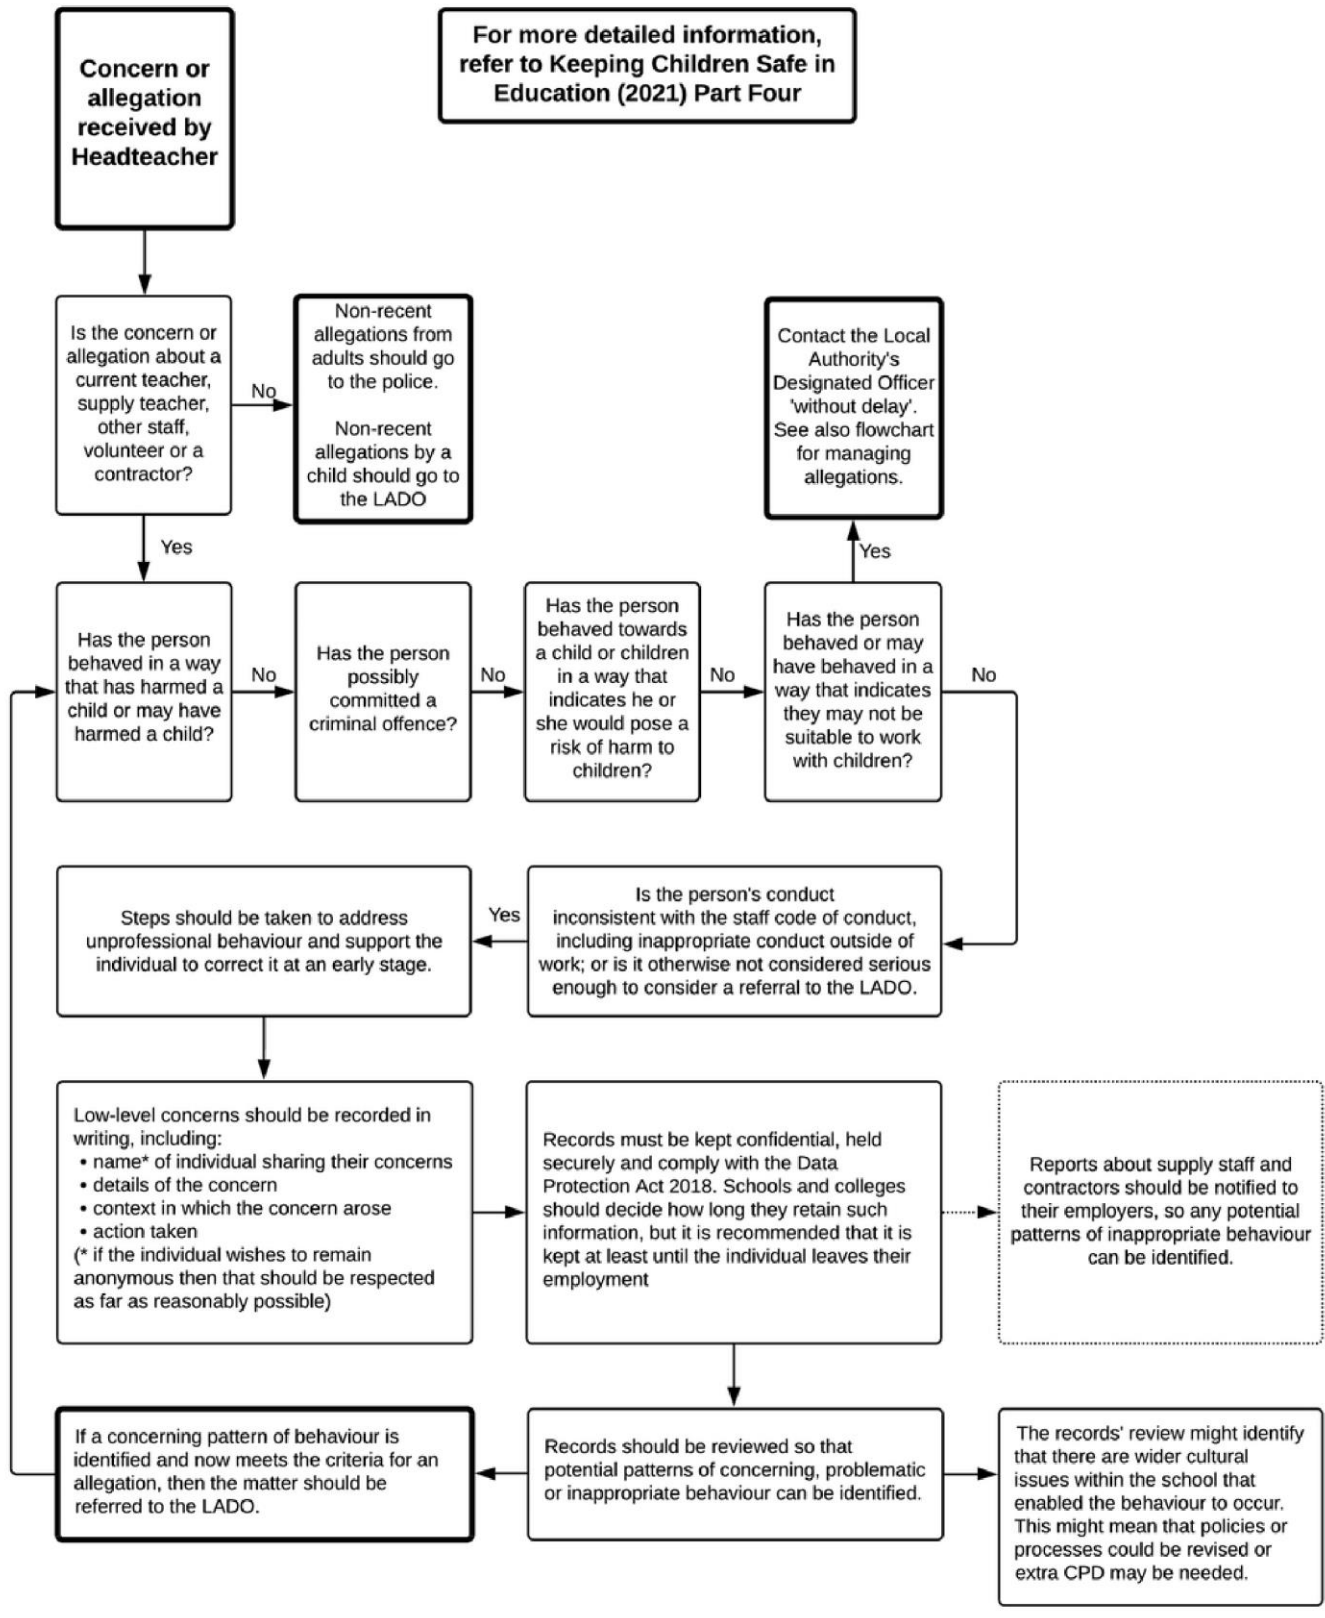 Concern or
allegation
received by
Headteacher
For more detailed information,
refer to Keeping Children Safe in
Education (2021) Part Four
Is the concern or
allegation about a
current teacher,
supply teacher,
other staff,
volunteer or a
contractor?
No
Non-recent
allegations from
adults should go
to the police.
Non-recent
allegations by a
child should go to
the LADO
Contact the Local
Authority's
Designated Officer
'without delay'.
See also flowchart
for managing
allegations.
Yes
Yes
Has the person
behaved in a way
that has harmed a
child or may have
harmed a child?
No
Has the person
possibly
committed a
criminal offence?
No
Has the person
behaved towards
a child or children
in a way that
indicates he or
she would pose a
risk of harm to
children?
No
Has the person
behaved or may
have behaved in a
way that indicates
they may not be
suitable to work
with children?
No
Steps should be taken to address
unprofessional behaviour and support the
individual to correct it at an early stage.
Yes
Is the person's conduct
inconsistent with the staff code of conduct,
including inappropriate conduct outside of
work; or is it otherwise not considered serious
enough to consider a referral to the LADO.
Low-level concerns should be recorded in
writing, including:
• name* of individual sharing their concerns
• details of the concern
• context in which the concern arose
• action taken
(* if the individual wishes to remain
anonymous then that should be respected
as far as reasonably possible)
Records must be kept confidential, held
securely and comply with the Data
Protection Act 2018. Schools and colleges
should decide how long they retain such
information, but it is recommended that it is
kept at least until the individual leaves their
employment
Reports about supply staff and
contractors should be notified to
their employers, so any potential
patterns of inappropriate behaviour
can be identified.
If a concerning pattern of behaviour is
identified and now meets the criteria for an
allegation, then the matter should be
referred to the LADO.
Records should be reviewed so that
potential patterns of concerning, problematic
or inappropriate behaviour can be identified.
The records' review might identify
that there are wider cultural
issues within the school that
enabled the behaviour to occur.
This might mean that policies or
processes could be revised or
extra CPD may be needed.